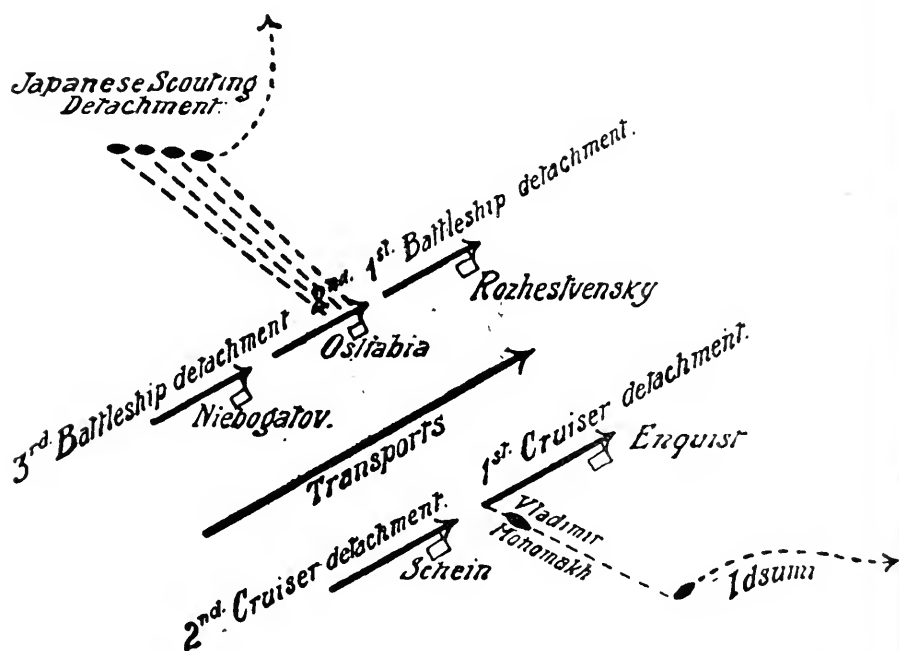 Japanese Scouting
Detachment.
1st. Battleship detachment.
Rozhestvensky
2nd.
Osltabia
3rd. Battleship detachment
Niebogatov.
Transports
1st. Cruiser detachment.
Enquist
Vladimir
Monomakh
2nd. Cruiser detachment.
Schein
Idsumi